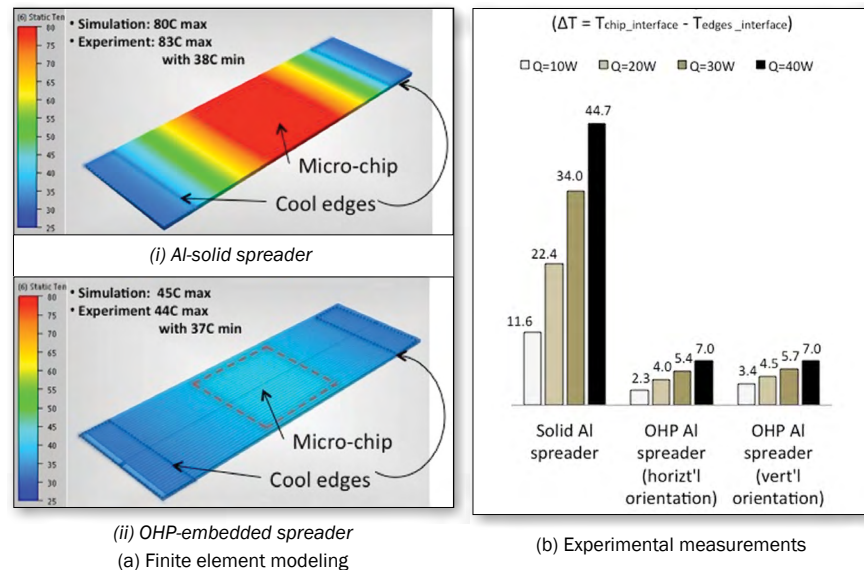 (6) Static Ten
80
75
70
65
60
55
50
45
40
35
30
25
• Simulation: 80C max
• Experiment: 83C max
with 38C min
Micro-chip
Cool edges
(i) Al-solid spreader
(6) Static Ten
80
75
70
65
60
55
50
45
40
35
30
25
• Simulation: 45C max
• Experiment 44C max
with 37C min
Micro-chip
Cool edges
(ii) OHP-embedded spreader
(a) Finite element modeling
(ΔT = Tchip_interface - Tedges _interface)
Q=10W Q=20W Q=30W Q=40W
11.6
22.4
34.0
44.7
2.3
4.0
5.4
7.0
3.4
4.5
5.7
7.0
Solid Al
spreader
OHP Al
spreader
(horizt'l
orientation)
OHP Al
spreader
(vert'l
orientation)
(b) Experimental measurements